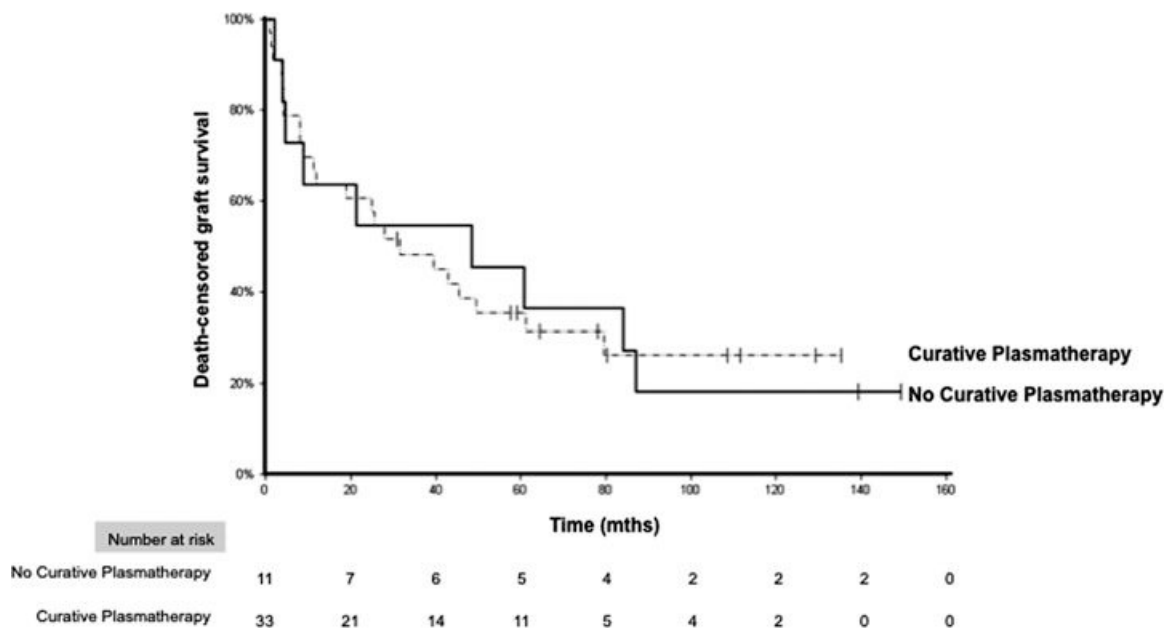 100%
80%
60%
40%
20%
0%
Death-censored graft survival
Curative Plasmatherapy
No Curative Plasmatherapy
0 20 40 60 80 100 120 140 160
Time (mths)
Number at risk
No Curative Plasmatherapy 11 7 6 5 4 2 2 2 0
Curative Plasmatherapy 33 21 14 11 5 4 2 0 0